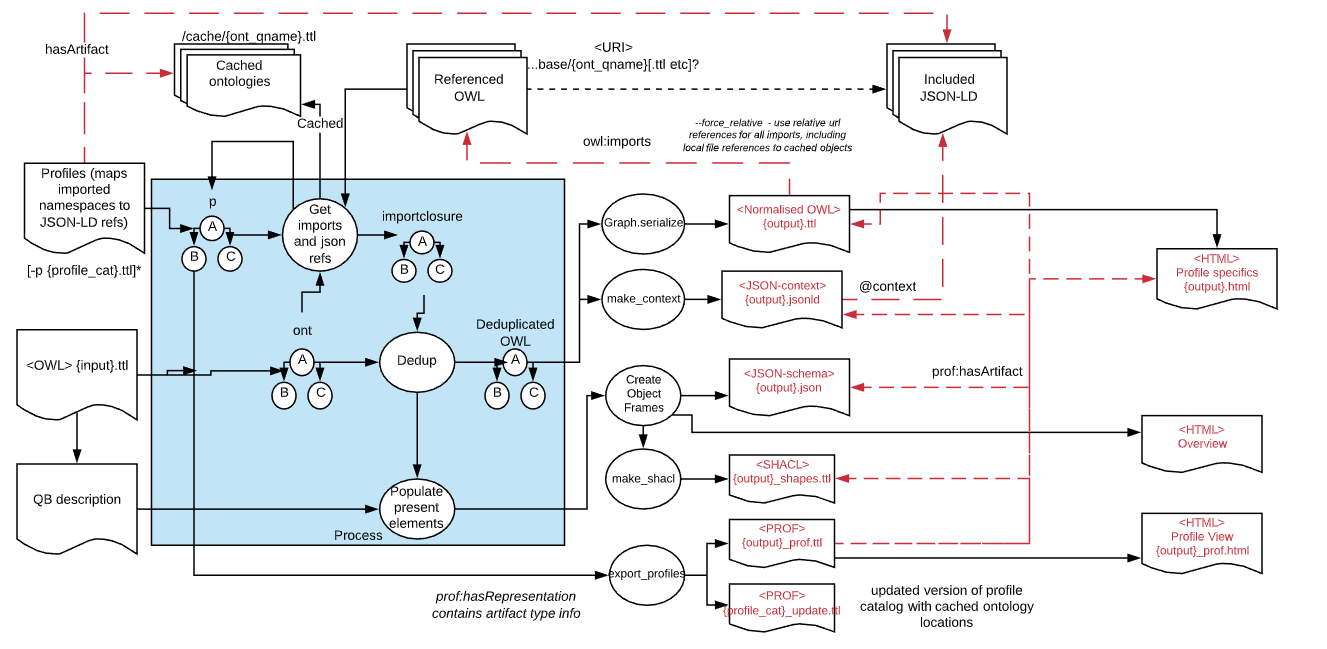 hasArtifact
/cache/{ont_qname}.ttl
Cached
ontologies
Cached
Referenced
OWL
<URI>
...base/{ont_qname}[.ttl etc]?
Included
JSON-LD
owl:imports
--force_relative - use relative url
references for all imports, including
local file references to cached objects
Profiles (maps
imported
namespaces to
JSON-LD refs)
[-p {profile_cat}.ttl]*
p
A
B
C
Get
imports
and json
refs
importclosure
A
B
C
ont
A
B
C
Dedup
Deduplicated
OWL
A
B
C
Populate
present
elements
Process
<OWL> {input}.ttl
QB description
Graph.serialize
make_context
Create
Object
Frames
make_shacl
export_profiles
<Normalised OWL>
{output}.ttl
<JSON-context>
{output}.jsonld
@context
<JSON-schema>
{output}.json
prof:hasArtifact
<SHACL>
{output}_shapes.ttl
<PROF>
{output}_prof.ttl
<PROF>
{profile_cat}_update.ttl
<HTML>
Profile specifics
{output}.html
<HTML>
Overview
<HTML>
Profile View
{output}_prof.html
prof:hasRepresentation
contains artifact type info
updated version of profile
catalog with cached ontology
locations